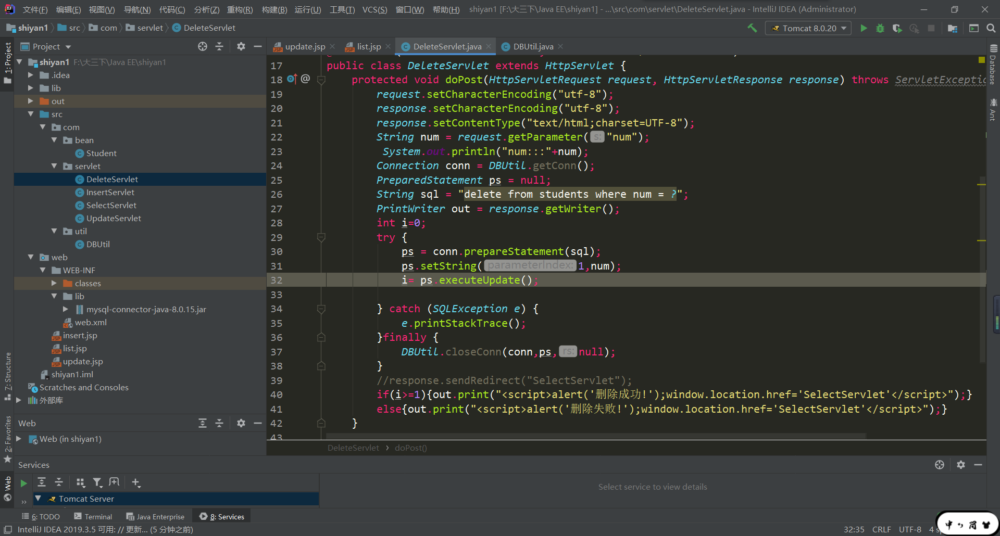 文件(F) 编辑(E) 视图(V) 导航(N) 代码(C) 分析(Z) 重构(R) 构建(B) 运行(U) 工具(T) VCS(S) 窗口(W) 帮助(H) shiyan1 [F:\大三下\Java EE\shiyan1] - ...\src\com\servlet\DeleteServlet.java - IntelliJ IDEA (Administrator)
shiyan1 src com servlet DeleteServlet Tomcat 8.0.20
1: Project
Project
shiyan1 F:\大三下\Java EE\shiyan1
.idea
lib
out
src
com
bean
Student
servlet
DeleteServlet
InsertServlet
SelectServlet
UpdateServlet
util
DBUtil
web
WEB-INF
classes
lib
mysql-connector-java-8.0.15.jar
web.xml
insert.jsp
list.jsp
update.jsp
shiyan1.iml
Scratches and Consoles
外部库
7: Structure
2: Favorites
Web
Web
Web (in shiyan1)
update.jsp list.jsp DeleteServlet.java DBUtil.java
17 public class DeleteServlet extends HttpServlet {
18 @ protected void doPost(HttpServletRequest request, HttpServletResponse response) throws ServletExceptio
19 request.setCharacterEncoding("utf-8");
20 response.setCharacterEncoding("utf-8");
21 response.setContentType("text/html;charset=UTF-8");
22 String num = request.getParameter( s: "num");
23 System.out.println("num:::"+num);
24 Connection conn = DBUtil.getConn();
25 PreparedStatement ps = null;
26 String sql = "delete from students where num = ?";
27 PrintWriter out = response.getWriter();
28 int i=0;
29 try {
30 ps = conn.prepareStatement(sql);
31 ps.setString( parameterIndex: 1,num);
32 i= ps.executeUpdate();
33
34 } catch (SQLException e) {
35 e.printStackTrace();
36 }finally {
37 DBUtil.closeConn(conn,ps, rs: null);
38 }
39 //response.sendRedirect("SelectServlet");
40 if(i>=1){out.print("<script>alert('删除成功!');window.location.href='SelectServlet'</script>");}
41 else{out.print("<script>alert('删除失败!');window.location.href='SelectServlet'</script>");}
42 }
43
DeleteServlet › doPost()
Database
Ant
Services
Tomcat Server
Select service to view details
6: TODO Terminal Java Enterprise 8: Services
IntelliJ IDEA 2019.3.5 可用: // 更新... (5 分钟之前) 32:35 CRLF UTF-8 4
中 简